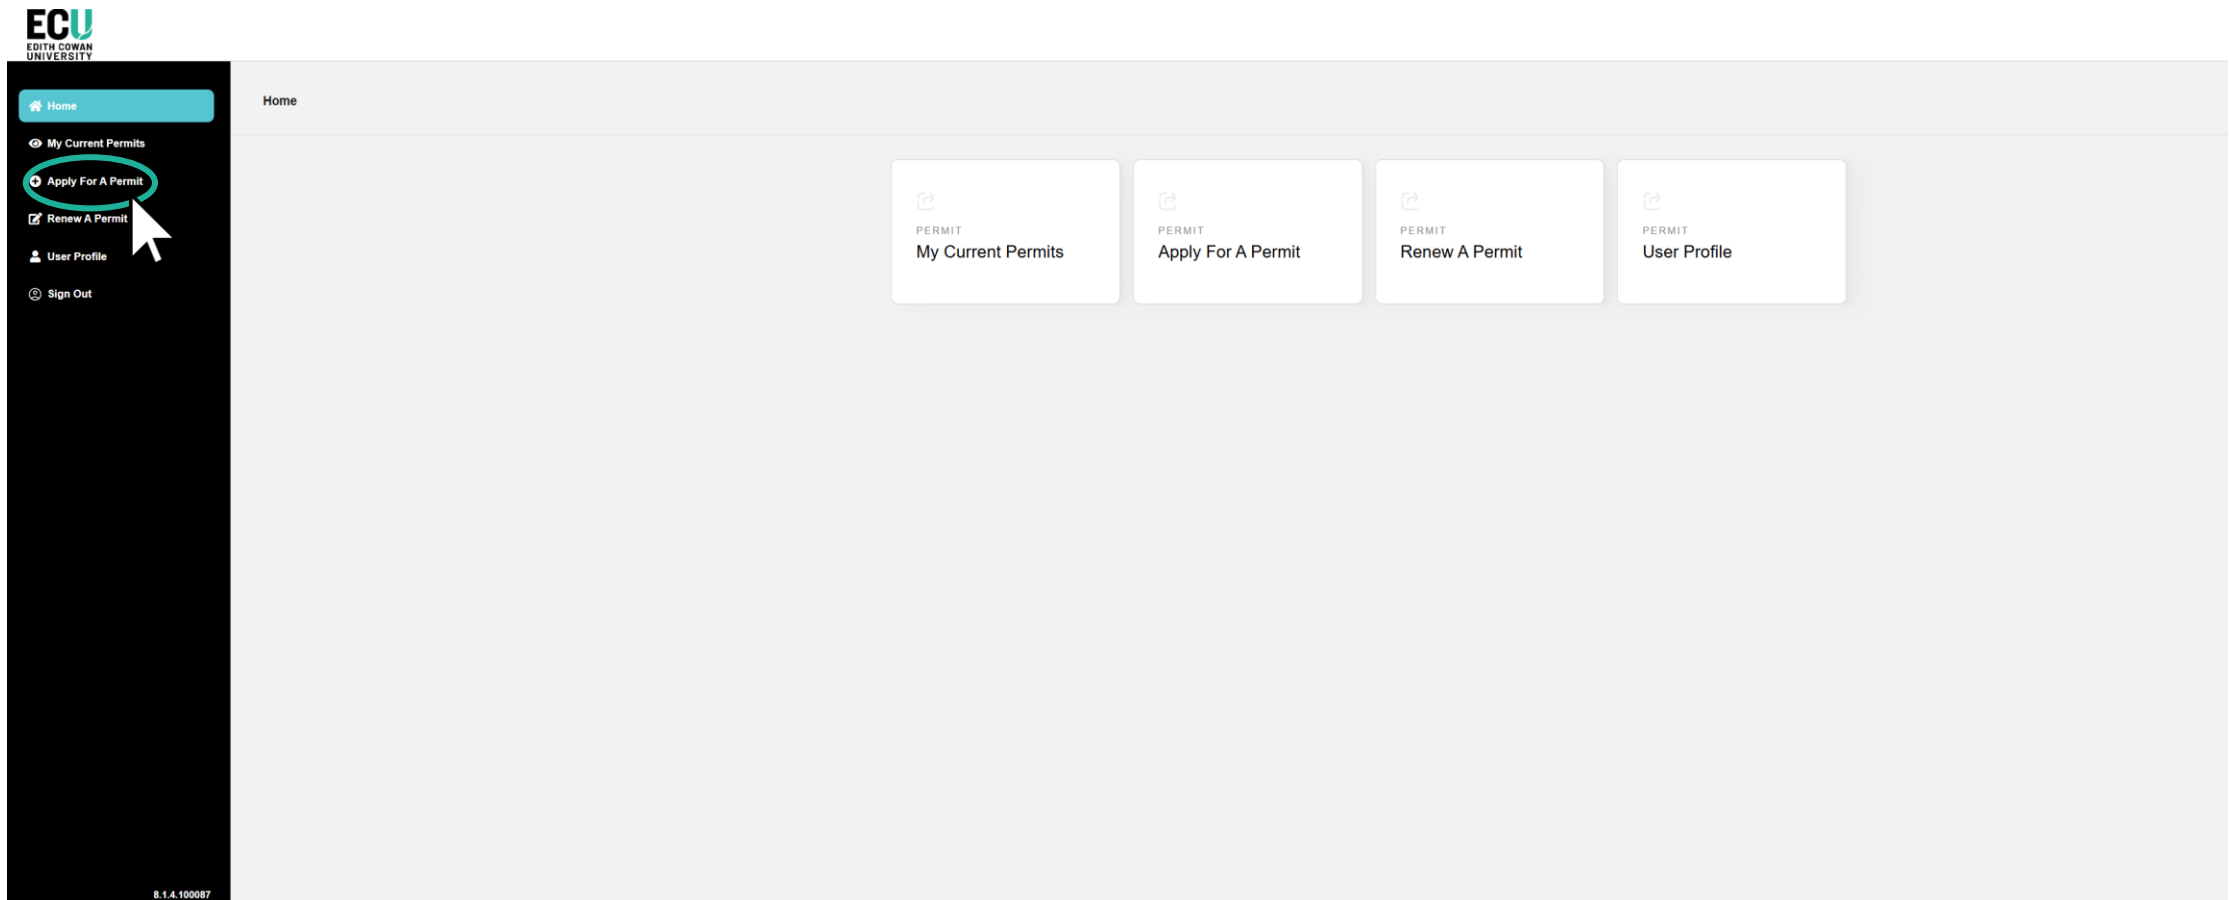 ECU
EDITH COWAN
UNIVERSITY
Home
My Current Permits
Apply For A Permit
Renew A Permit
User Profile
Sign Out
8.1.4.100087
Home
PERMIT
My Current Permits
PERMIT
Apply For A Permit
PERMIT
Renew A Permit
PERMIT
User Profile